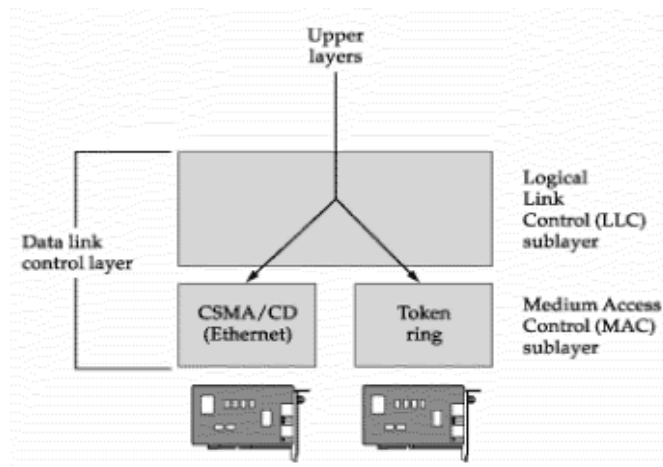 Upper
layers
Logical
Link
Control (LLC)
sublayer
Data link
control layer
CSMA/CD
(Ethernet)
Token
ring
Medium Access
Control (MAC)
sublayer